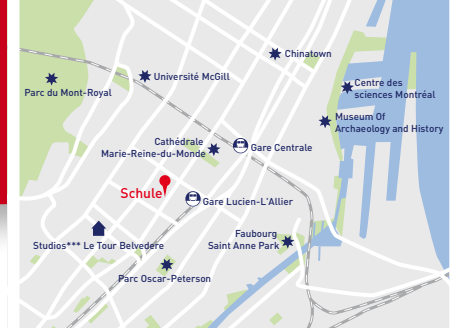 Chinatown
Université McGill
Parc du Mont-Royal
Centre des
sciences Montréal
Museum Of
Archaeology and History
Cathédrale
Marie-Reine-du-Monde
Gare Centrale
Schule
Gare Lucien-L'Allier
Studios*** Le Tour Belvedere
Faubourg
Saint Anne Park
Parc Oscar-Peterson